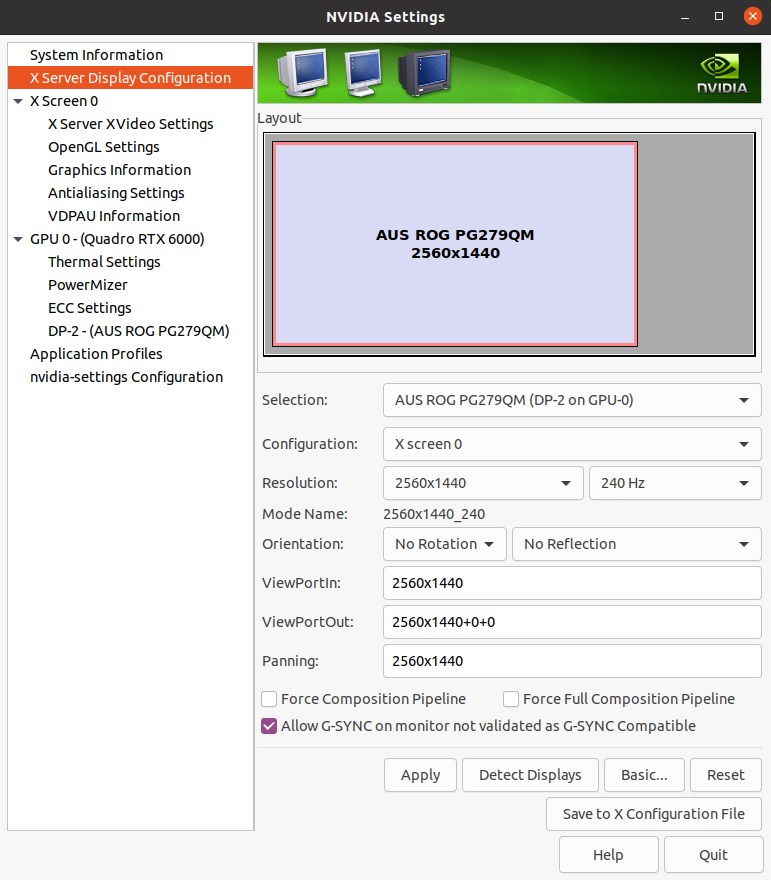 NVIDIA Settings
System Information
X Server Display Configuration
X Screen 0
X Server XVideo Settings
OpenGL Settings
Graphics Information
Antialiasing Settings
VDPAU Information
GPU 0 - (Quadro RTX 6000)
Thermal Settings
PowerMizer
ECC Settings
DP-2 - (AUS ROG PG279QM)
Application Profiles
nvidia-settings Configuration
NVIDIA.
Layout
AUS ROG PG279QM
2560x1440
Selection: AUS ROG PG279QM (DP-2 on GPU-0)
Configuration: X screen 0
Resolution: 2560x1440 240 Hz
Mode Name: 2560x1440_240
Orientation: No Rotation No Reflection
ViewPortIn: 2560x1440
ViewPortOut: 2560x1440+0+0
Panning: 2560x1440
Force Composition Pipeline Force Full Composition Pipeline
Allow G-SYNC on monitor not validated as G-SYNC Compatible
Apply Detect Displays Basic... Reset
Save to X Configuration File
Help Quit